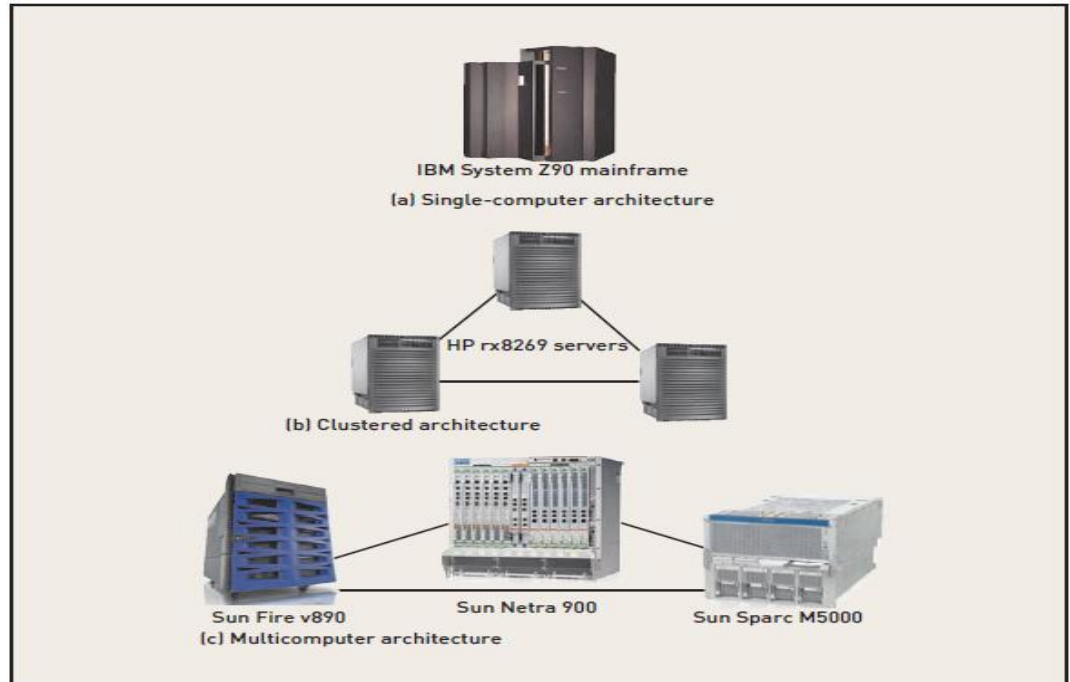 IBM System Z90 mainframe
(a) Single-computer architecture
HP rx8269 servers
(b) Clustered architecture
Sun Fire v890
Sun Netra 900
Sun Sparc M5000
(c) Multicomputer architecture